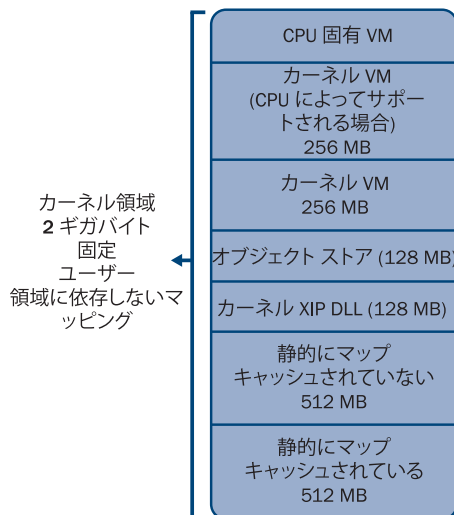 CPU 固有 VM
カーネル VM
(CPU によってサポー
トされる場合)
256 MB
カーネル VM
256 MB
カーネル領域
2 ギガバイト
固定
ユーザー
領域に依存しないマ
ッピング
オブジェクト ストア (128 MB)
カーネル XIP DLL (128 MB)
静的にマップ
キャッシュされていない
512 MB
静的にマップ
キャッシュされている
512 MB